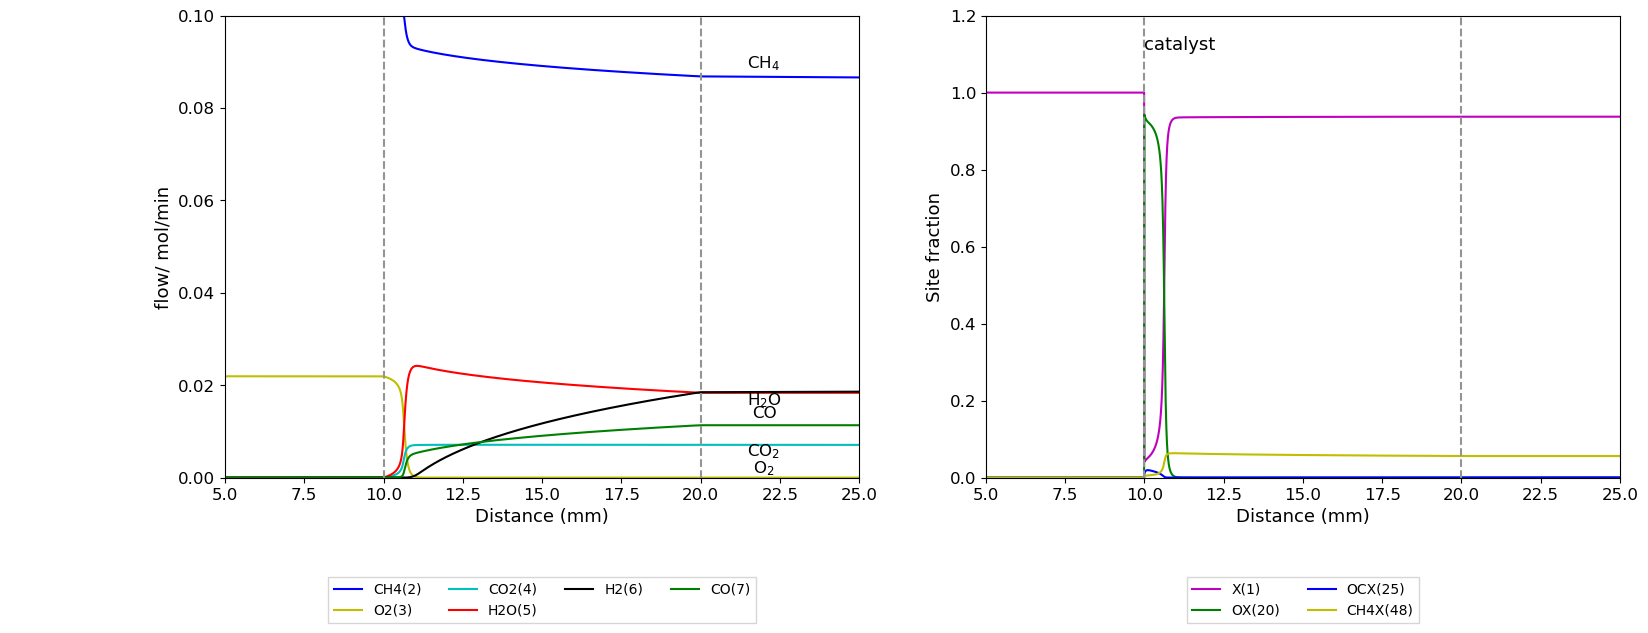 0.10
0.08
0.06
0.04
0.02
0.00
flow/ mol/min
CH4
H2O
CO
CO2
O2
5.0 7.5 10.0 12.5 15.0 17.5 20.0 22.5 25.0
Distance (mm)
CH4(2) CO2(4) H2(6) CO(7)
O2(3) H2O(5)
1.2
1.0
0.8
0.6
0.4
0.2
0.0
Site fraction
catalyst
5.0 7.5 10.0 12.5 15.0 17.5 20.0 22.5 25.0
Distance (mm)
X(1) OCX(25)
OX(20) CH4X(48)